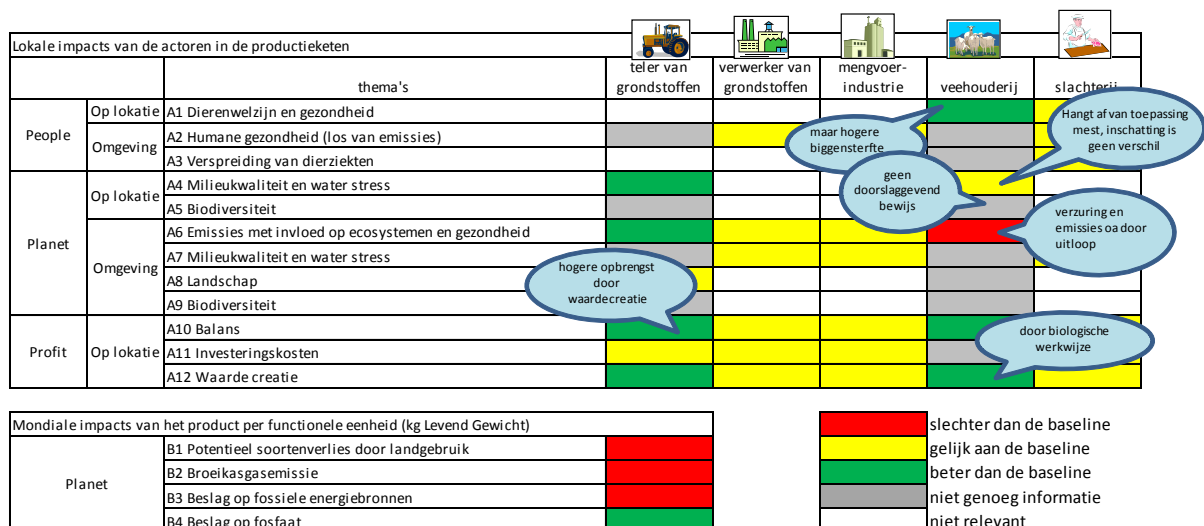 Lokale impacts van de actoren in de productieketen
thema's
teler van grondstoffen
verwerker van grondstoffen
mengvoer-industrie
veehouderij
slachterij
People
Op lokatie
A1 Dierenwelzijn en gezondheid
Omgeving
A2 Humane gezondheid (los van emissies)
A3 Verspreiding van dierziekten
Planet
Op lokatie
A4 Milieukwaliteit en water stress
A5 Biodiversiteit
Omgeving
A6 Emissies met invloed op ecosystemen en gezondheid
A7 Milieukwaliteit en water stress
A8 Landschap
A9 Biodiversiteit
Profit
Op lokatie
A10 Balans
A11 Investeringskosten
A12 Waarde creatie
maar hogere
biggensterfte
Hangt af van toepassing
mest, inschatting is
geen verschil
geen
doorslaggevend
bewijs
verzuring en
emissies oa door
uitloop
hogere opbrengst
door
waardecreatie
door biologische
werkwijze
Mondiale impacts van het product per functionele eenheid (kg Levend Gewicht)
Planet
B1 Potentieel soortenverlies door landgebruik
B2 Broeikasgasemissie
B3 Beslag op fossiele energiebronnen
B4 Beslag op fosfaat
slechter dan de baseline
gelijk aan de baseline
beter dan de baseline
niet genoeg informatie
niet relevant